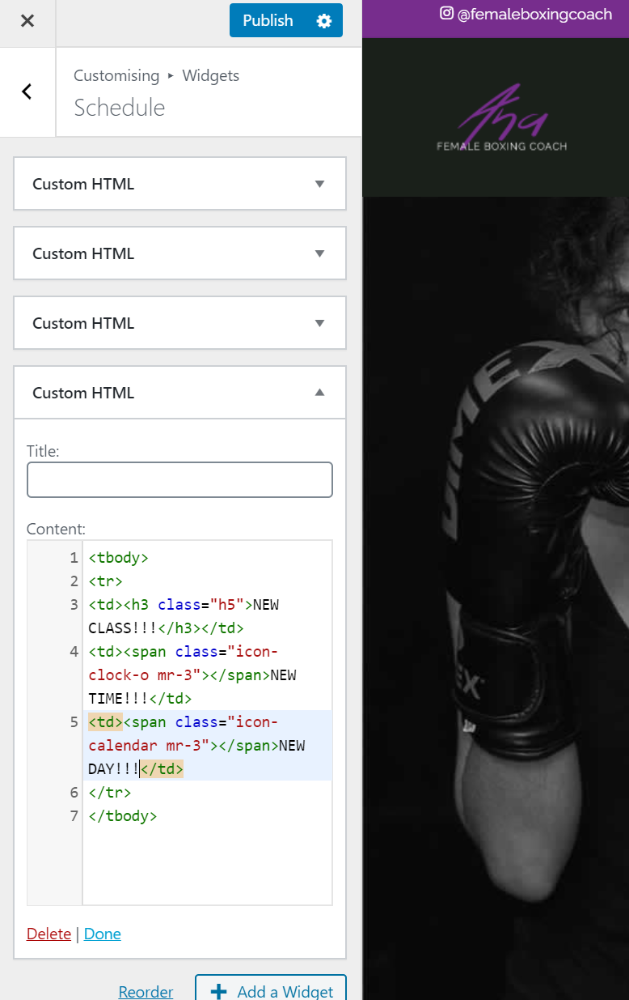 Publish
@femaleboxingcoach
Customising ▸ Widgets
Schedule
Ana
FEMALE BOXING COACH
Custom HTML
Custom HTML
Custom HTML
Custom HTML
Title:
Content:
1 <tbody>
2 <tr>
3 <td><h3 class="h5">NEW
CLASS!!!</h3></td>
4 <td><span class="icon-
clock-o mr-3"></span>NEW
TIME!!!</td>
5 <td><span class="icon-
calendar mr-3"></span>NEW
DAY!!!</td>
6 </tr>
7 </tbody>
Delete | Done
Reorder
Add a Widget
DIMEX
EX